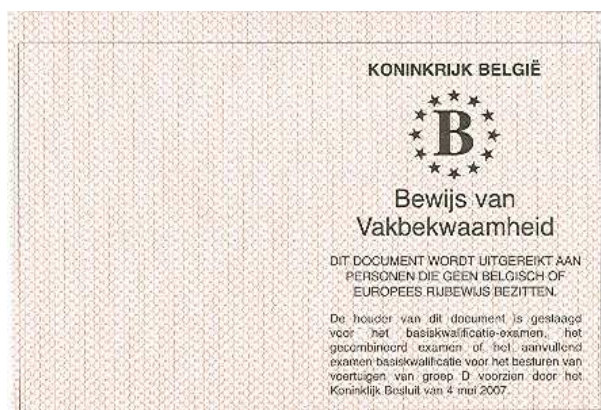 KONINKRIJK BELGIË
B
Bewijs van
Vakbekwaamheid
DIT DOCUMENT WORDT UITGEREIKT AAN
PERSONEN DIE GEEN BELGISCH OF
EUROPEES RIJBEWIJS BEZITTEN.
De houder van dit document is geslaagd
voor het basiskwalificatie-examen, het
gecombineerd examen of het aanvullend
examen basiskwalificatie voor het besturen van
voertuigen van groep D voorzien door het
Koninklijk Besluit van 4 mei 2007.